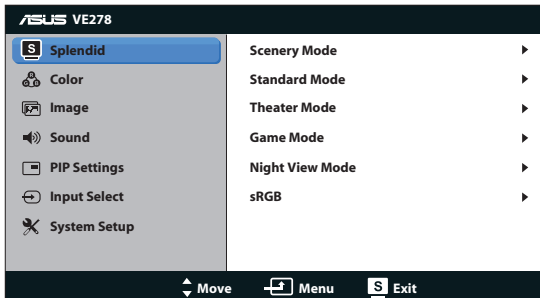 ASUS VE278
S Splendid
Color
Image
Sound
PIP Settings
Input Select
System Setup
Scenery Mode
Standard Mode
Theater Mode
Game Mode
Night View Mode
sRGB
Move Menu S Exit